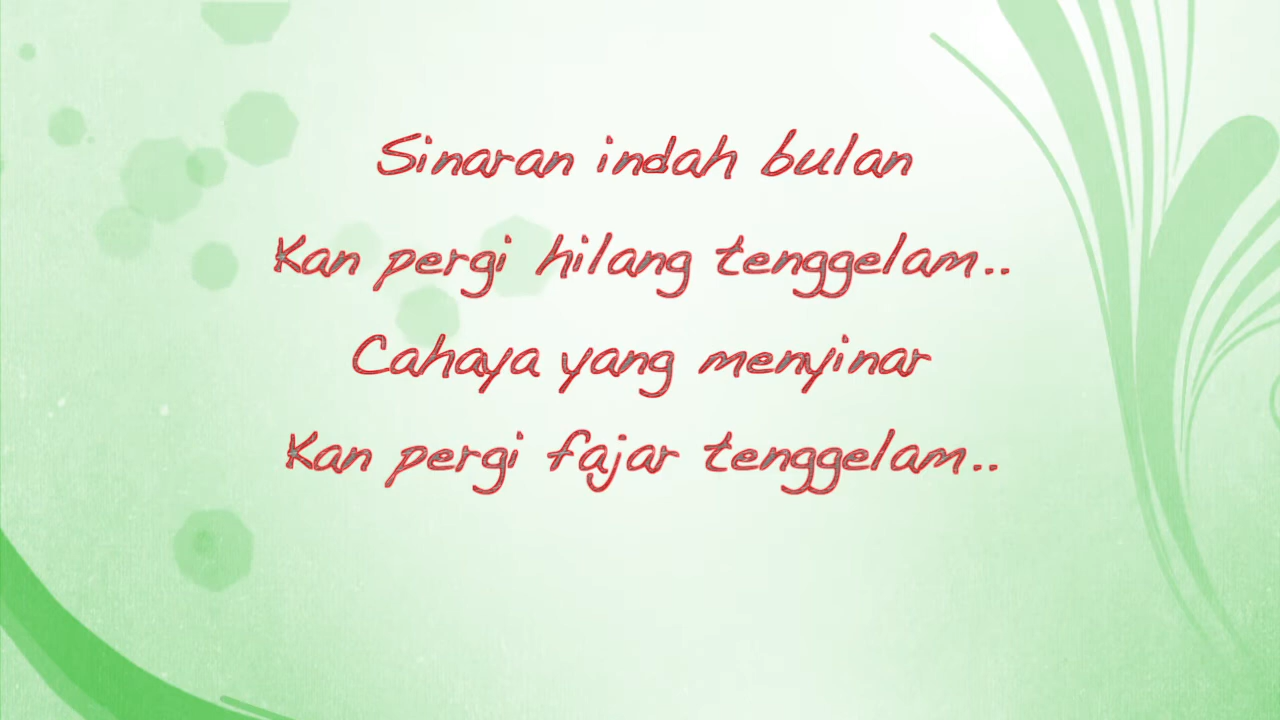 Sinaran indah bulan
Kan pergi hilang tenggelam..
Cahaya yang menyinar
Kan pergi fajar tenggelam..